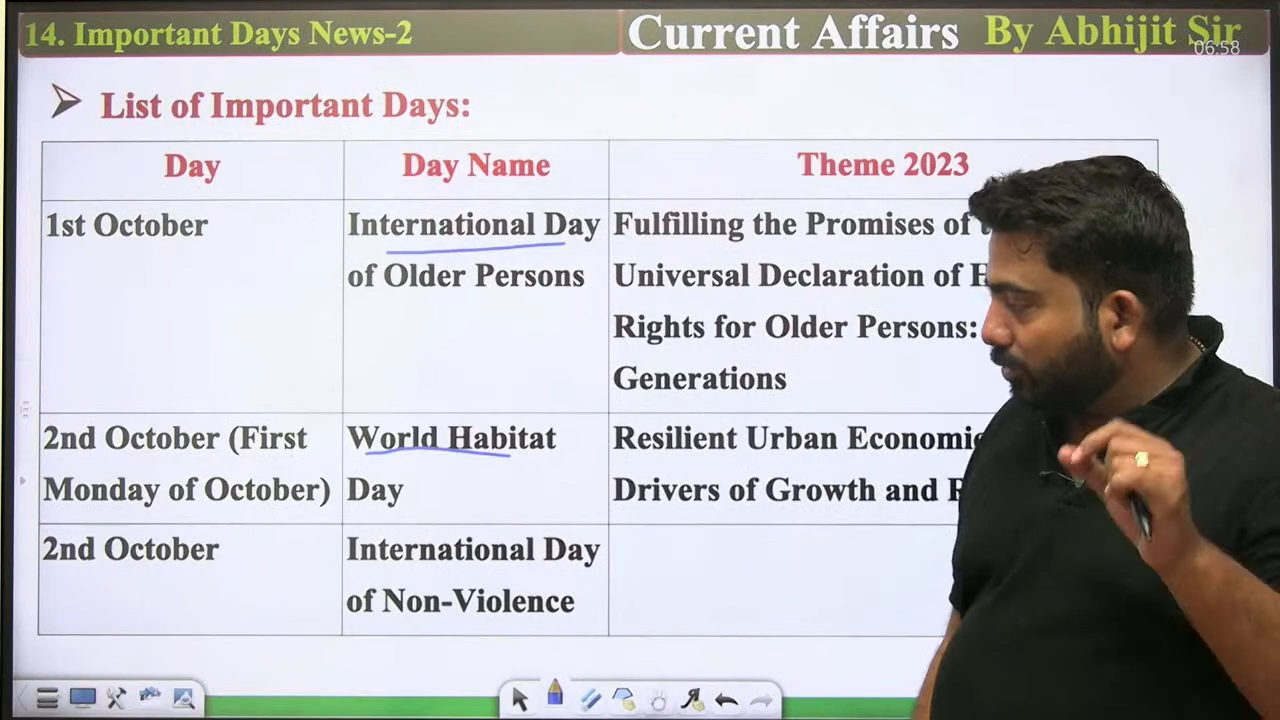 14. Important Days News-2
Current Affairs By Abhijit Sir
06:58
List of Important Days:
Day Day Name Theme 2023
1st October International Day Fulfilling the Promises of
of Older Persons Universal Declaration of
Rights for Older Persons:
Generations
2nd October (First World Habitat Resilient Urban
Monday of October) Day Drivers of Growth and
2nd October International Day
of Non-Violence